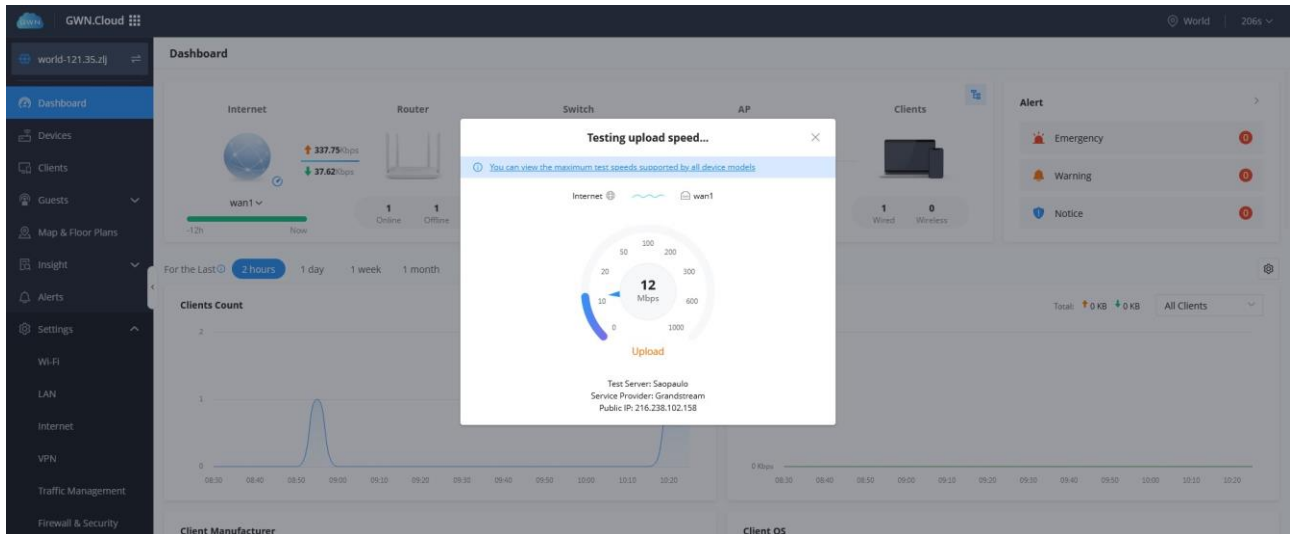 GWN GWN.Cloud World 206s
world-121.35.zlj
Dashboard
Devices
Clients
Guests
Map & Floor Plans
Insight
Alerts
Settings
Wi-Fi
LAN
Internet
VPN
Traffic Management
Firewall & Security
Dashboard
Internet Router Switch AP Clients
337.75Kbps
37.62Kbps
wan1
-12h Now
1 1
Online Offline
1 0
Wired Wireless
Alert
Emergency 0
Warning 0
Notice 0
Testing upload speed...
You can view the maximum test speeds supported by all device models
Internet wan1
0 10 20 50 100 200 300 600 1000
12
Mbps
Upload
Test Server: Saopaulo
Service Provider: Grandstream
Public IP: 216.238.102.158
For the Last 2 hours 1 day 1 week 1 month
Clients Count
2
1
0
08:30 08:40 08:50 09:00 09:10 09:20 09:30 09:40 09:50 10:00 10:10 10:20
Total: 0 KB 0 KB All Clients
0 Kbps
08:30 08:40 08:50 09:00 09:10 09:20 09:30 09:40 09:50 10:00 10:10 10:20
Client Manufacturer
Client OS